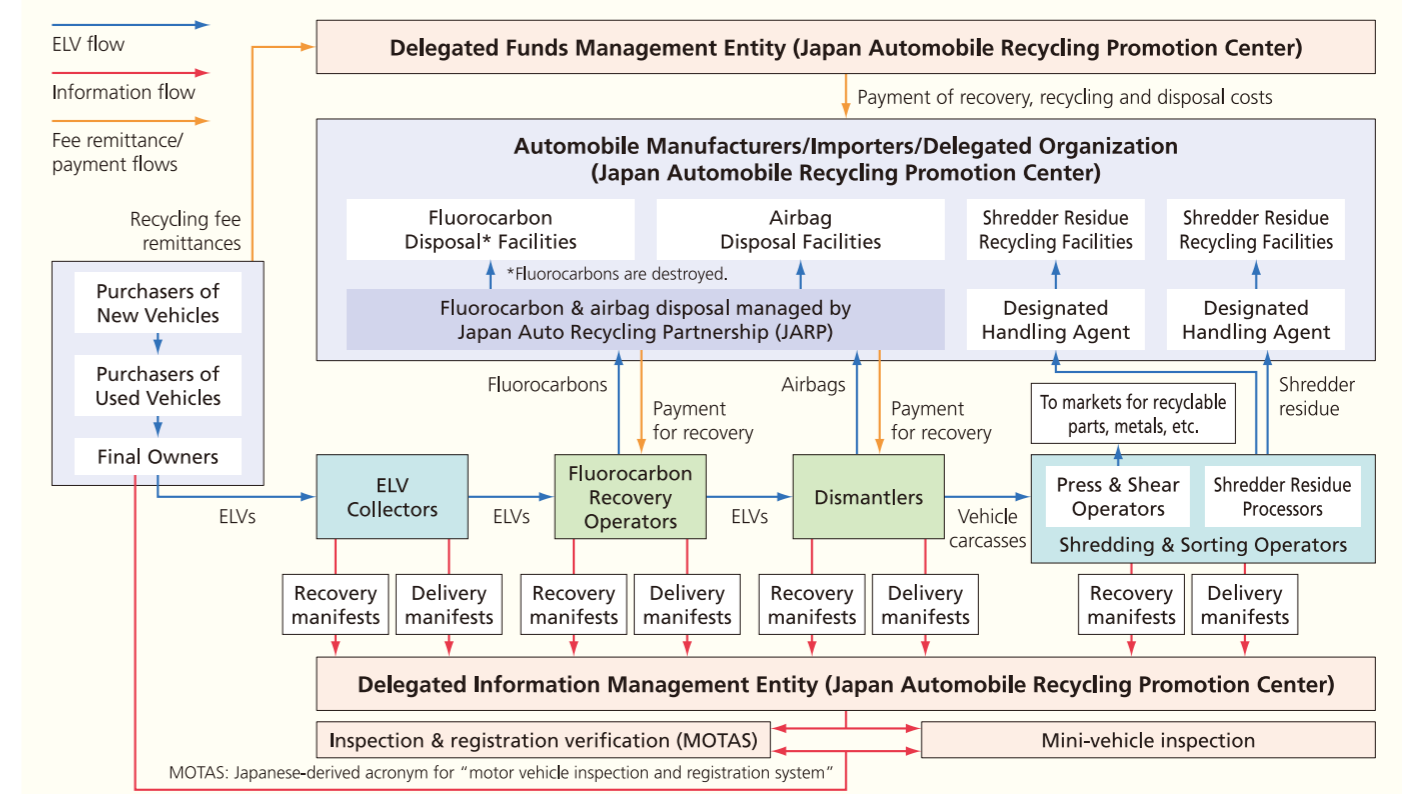 ELV flow
Information flow
Fee remittance/
payment flows
Delegated Funds Management Entity (Japan Automobile Recycling Promotion Center)
Payment of recovery, recycling and disposal costs
Automobile Manufacturers/Importers/Delegated Organization
(Japan Automobile Recycling Promotion Center)
Recycling fee
remittances
Fluorocarbon
Disposal* Facilities
Airbag
Disposal Facilities
Shredder Residue
Recycling Facilities
Shredder Residue
Recycling Facilities
*Fluorocarbons are destroyed.
Fluorocarbon & airbag disposal managed by
Japan Auto Recycling Partnership (JARP)
Designated
Handling Agent
Designated
Handling Agent
Purchasers of
New Vehicles
Purchasers of
Used Vehicles
Final Owners
Fluorocarbons
Payment
for recovery
Airbags
Payment
for recovery
Shredder
residue
To markets for recyclable
parts, metals, etc.
ELVs
ELV
Collectors
ELVs
Fluorocarbon
Recovery
Operators
ELVs
Dismantlers
Vehicle
carcasses
Press & Shear
Operators
Shredder Residue
Processors
Shredding & Sorting Operators
Recovery
manifests
Delivery
manifests
Recovery
manifests
Delivery
manifests
Recovery
manifests
Delivery
manifests
Recovery
manifests
Delivery
manifests
Delegated Information Management Entity (Japan Automobile Recycling Promotion Center)
Inspection & registration verification (MOTAS)
Mini-vehicle inspection
MOTAS: Japanese-derived acronym for “motor vehicle inspection and registration system”